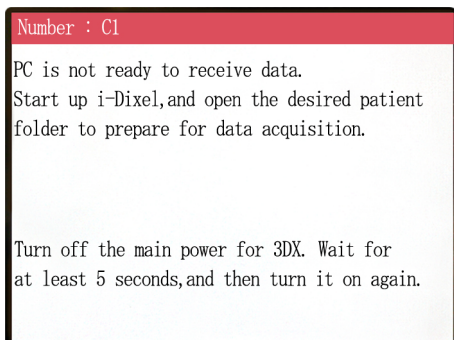 Number : C1
PC is not ready to receive data.
Start up i-Dixel,and open the desired patient
folder to prepare for data acquisition.
Turn off the main power for 3DX. Wait for
at least 5 seconds,and then turn it on again.